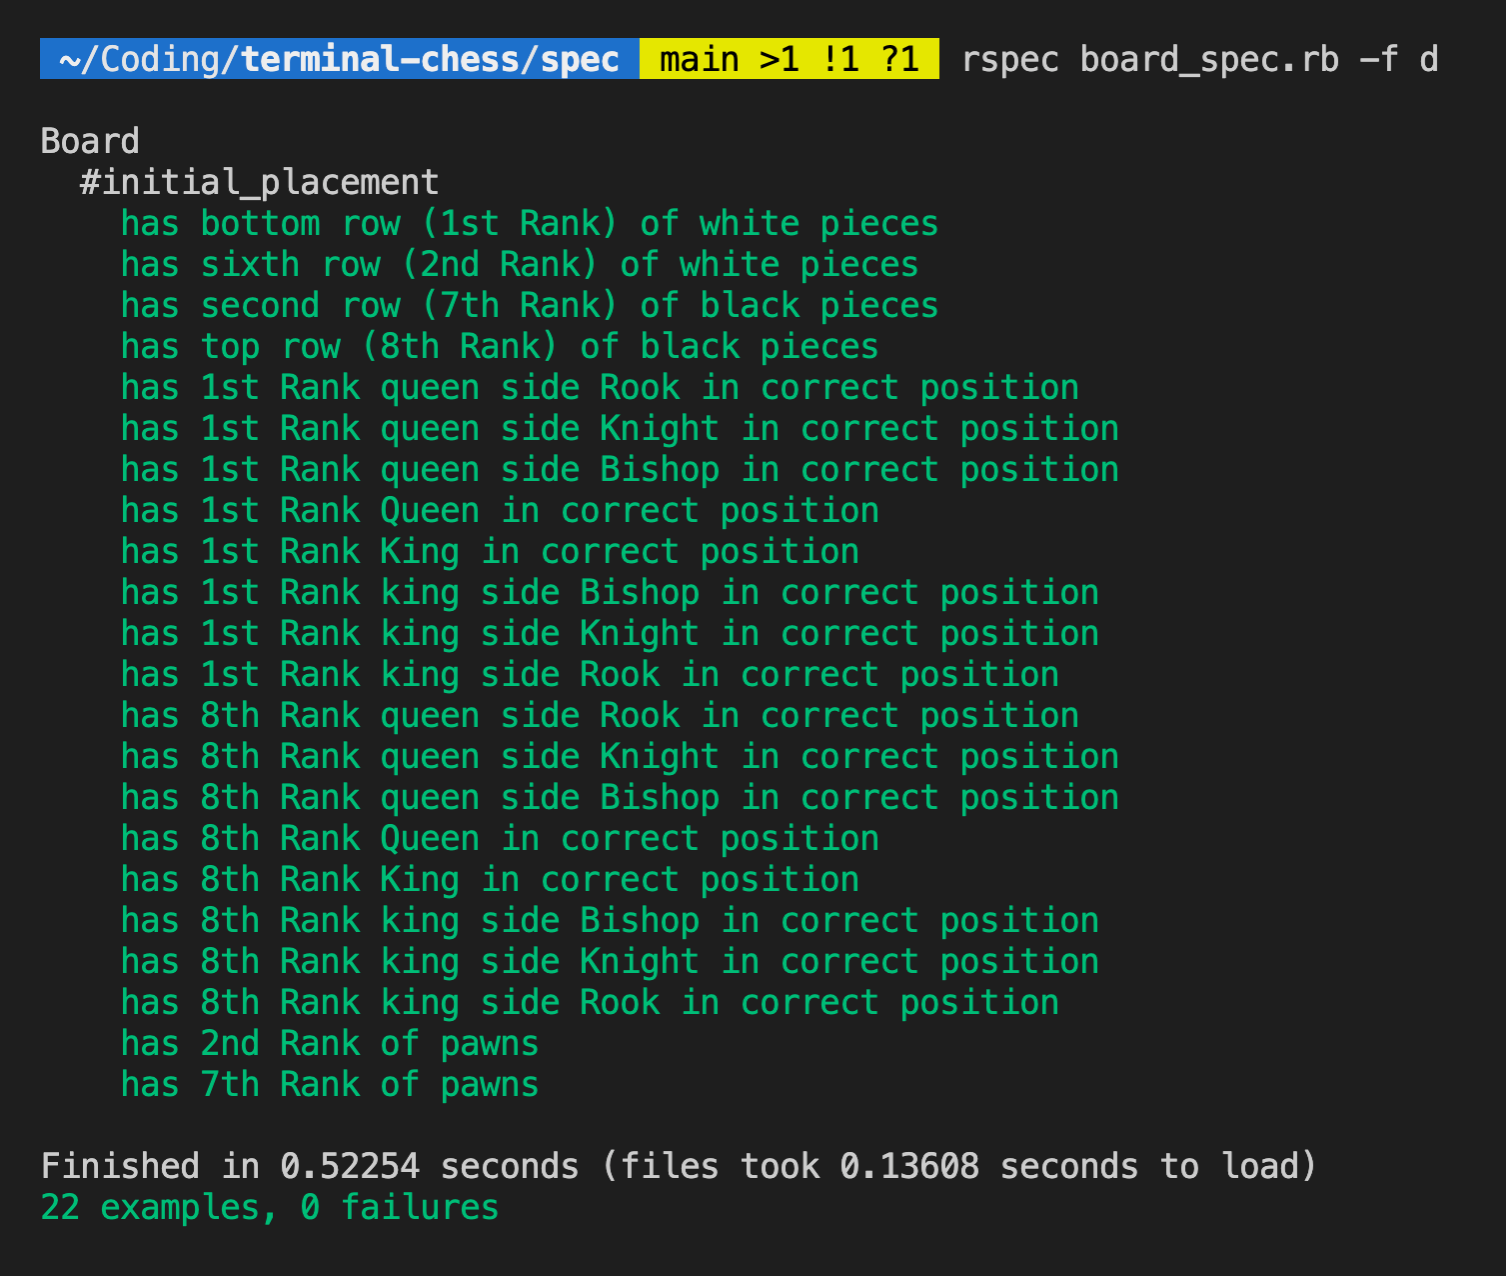 ~/Coding/terminal-chess/spec main >1 !1 ?1 rspec board_spec.rb -f d
Board
#initial_placement
has bottom row (1st Rank) of white pieces
has sixth row (2nd Rank) of white pieces
has second row (7th Rank) of black pieces
has top row (8th Rank) of black pieces
has 1st Rank queen side Rook in correct position
has 1st Rank queen side Knight in correct position
has 1st Rank queen side Bishop in correct position
has 1st Rank Queen in correct position
has 1st Rank King in correct position
has 1st Rank king side Bishop in correct position
has 1st Rank king side Knight in correct position
has 1st Rank king side Rook in correct position
has 8th Rank queen side Rook in correct position
has 8th Rank queen side Knight in correct position
has 8th Rank queen side Bishop in correct position
has 8th Rank Queen in correct position
has 8th Rank King in correct position
has 8th Rank king side Bishop in correct position
has 8th Rank king side Knight in correct position
has 8th Rank king side Rook in correct position
has 2nd Rank of pawns
has 7th Rank of pawns
Finished in 0.52254 seconds (files took 0.13608 seconds to load)
22 examples, 0 failures